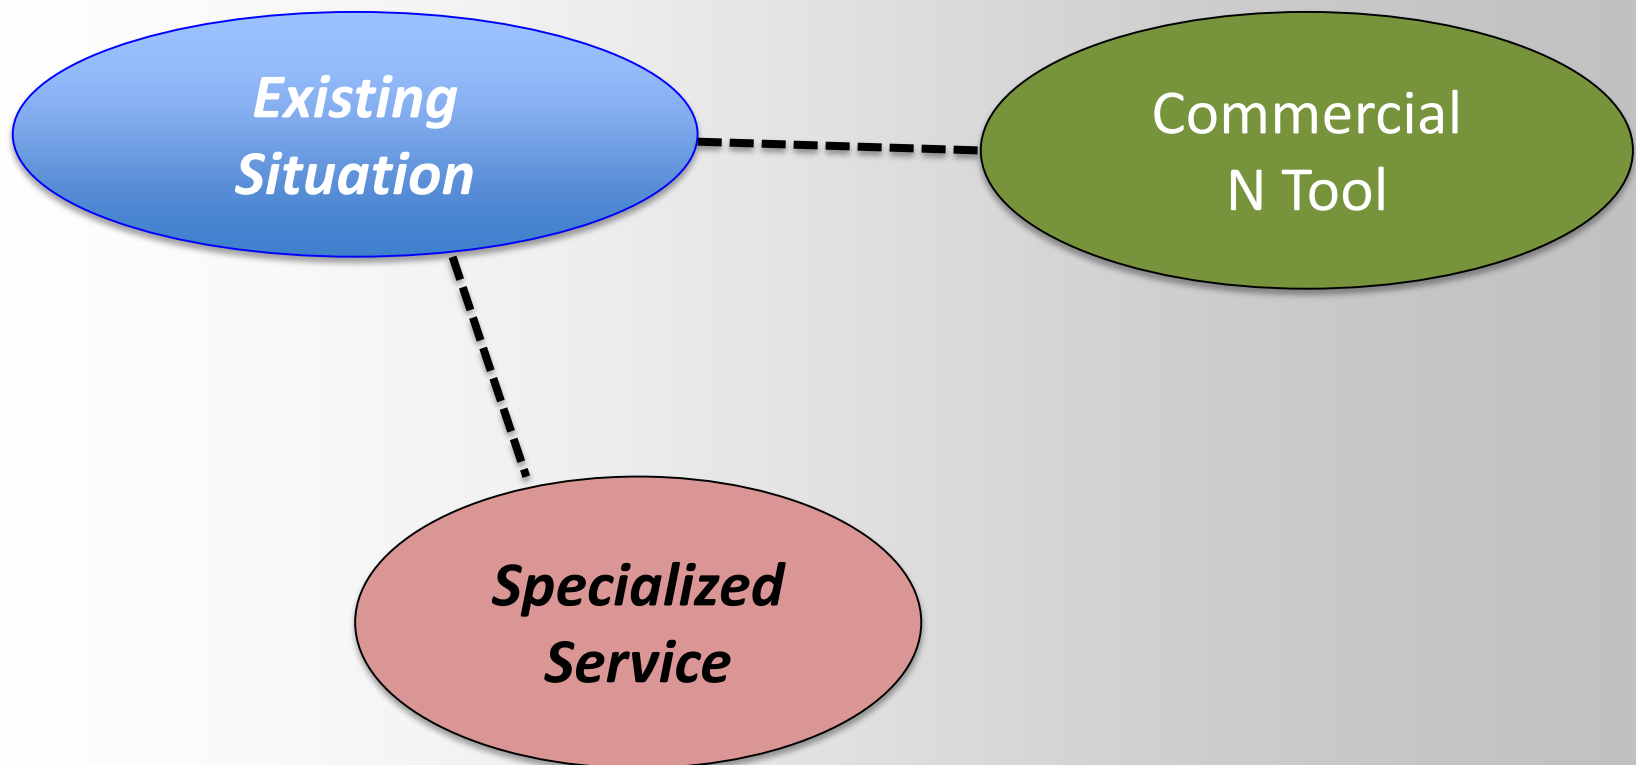 Existing
Situation
Commercial
N Tool
Specialized
Service